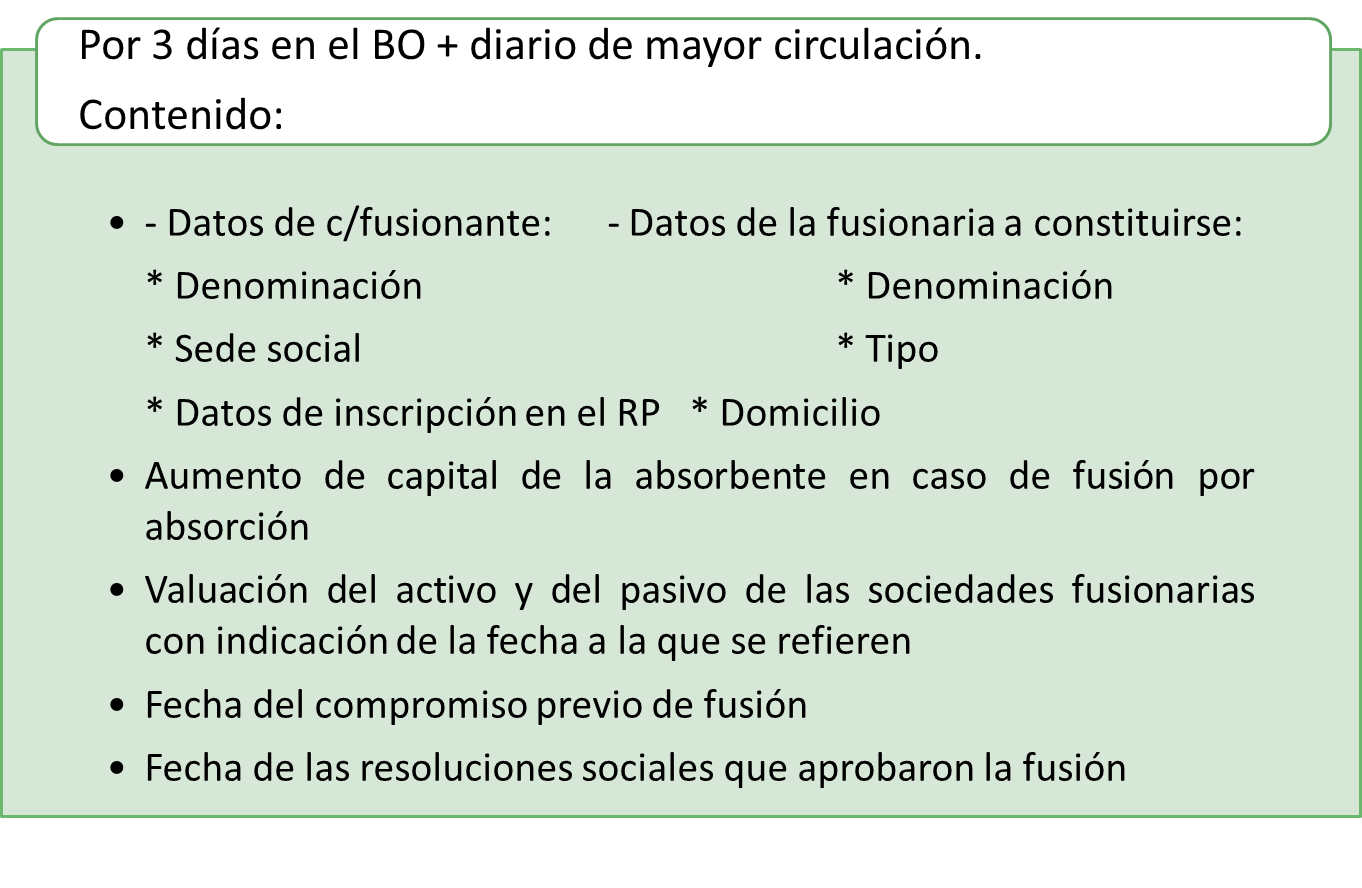 Por 3 días en el BO + diario de mayor circulación.
Contenido:
• - Datos de c/fusionante: - Datos de la fusionaria a constituirse:
* Denominación * Denominación
* Sede social * Tipo
* Datos de inscripción en el RP * Domicilio
• Aumento de capital de la absorbente en caso de fusión por
absorción
• Valuación del activo y del pasivo de las sociedades fusionarias
con indicación de la fecha a la que se refieren
• Fecha del compromiso previo de fusión
• Fecha de las resoluciones sociales que aprobaron la fusión